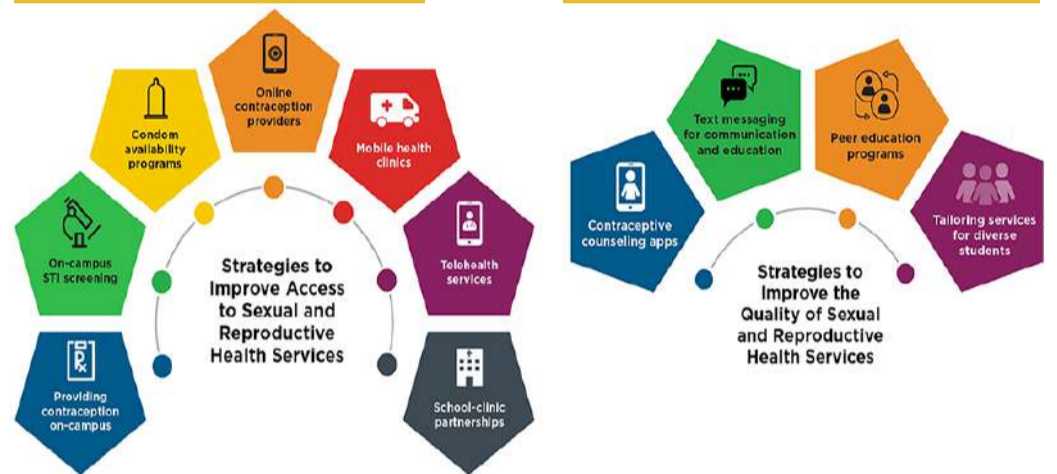 Providing
contraception
on-campus
On-campus
STI screening
Condom
availability
programs
Online
contraception
providers
Mobile health
clinics
Telehealth
services
School-clinic
partnerships
Strategies to
Improve Access
to Sexual and
Reproductive
Health Services
Contraceptive
counseling apps
Text messaging
for communication
and education
Peer education
programs
Tailoring services
for diverse
students
Strategies to
Improve the
Quality of Sexual
and Reproductive
Health Services